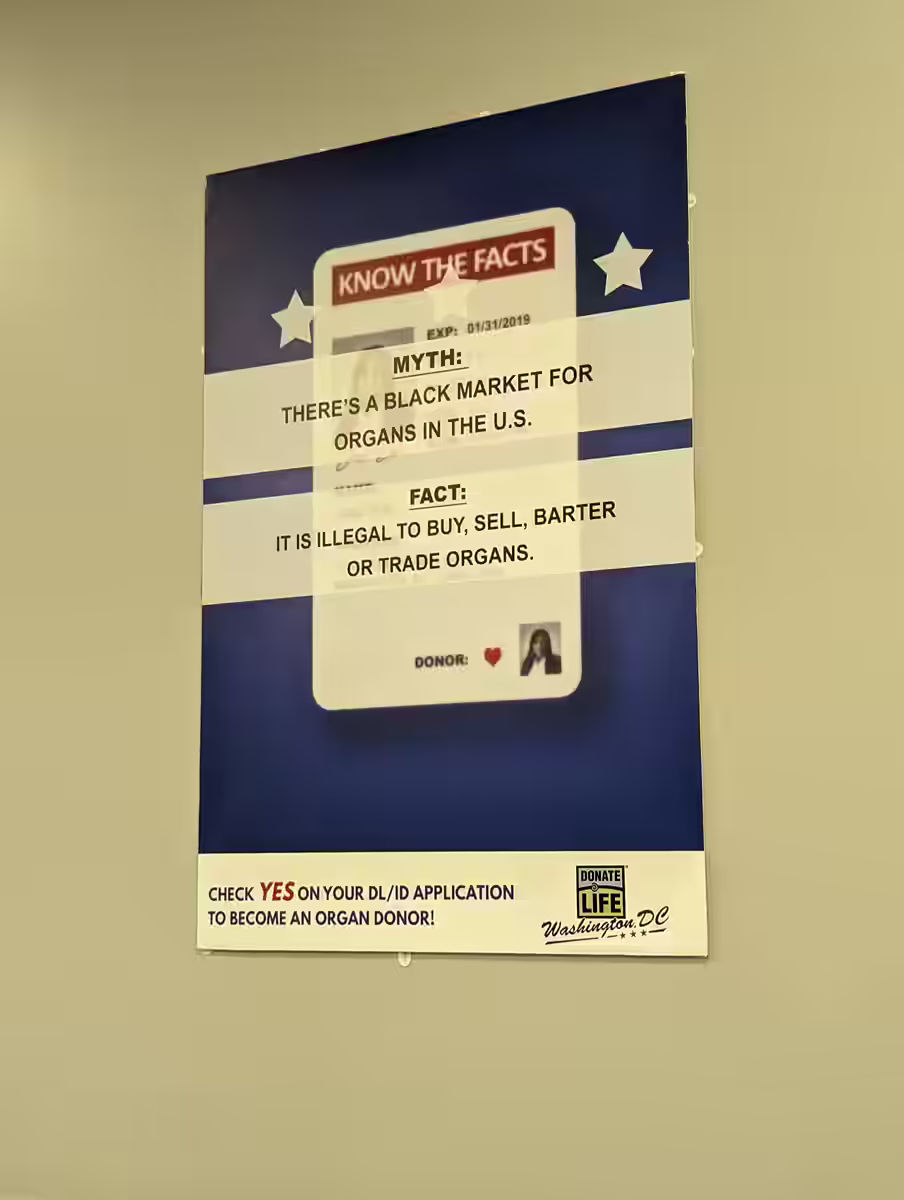 KNOW THE FACTS
EXP: 01/31/2019
MYTH:
THERE'S A BLACK MARKET FOR
ORGANS IN THE U.S.
FACT:
IT IS ILLEGAL TO BUY, SELL, BARTER
OR TRADE ORGANS.
DONOR:
CHECK YES ON YOUR DL/ID APPLICATION
TO BECOME AN ORGAN DONOR!
DONATE
LIFE
Washington, DC